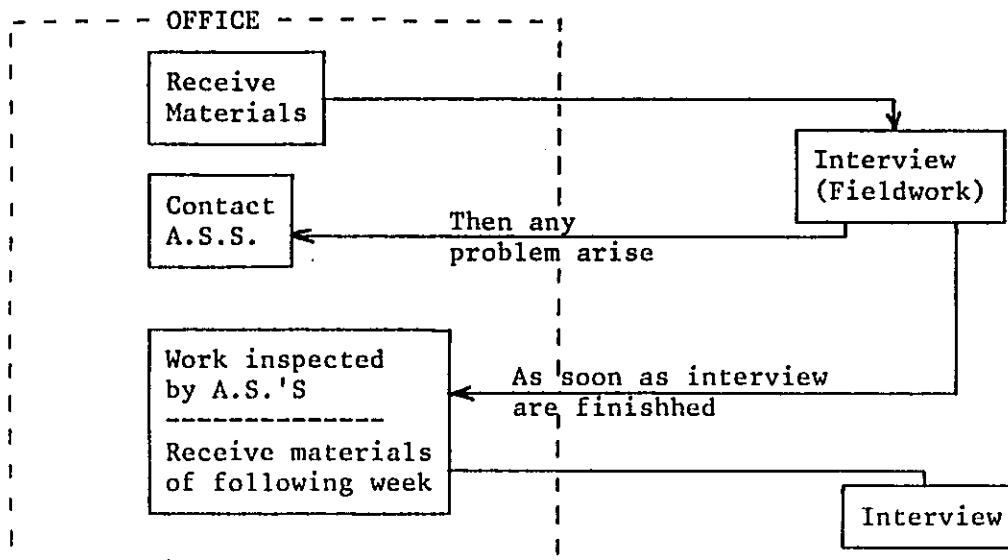 OFFICE
Receive
Materials
Interview
(Fieldwork)
Contact
A.S.S.
Then any
problem arise
Work inspected
by A.S.'S
As soon as interview
are finishhed
Receive materials
of following week
Interview